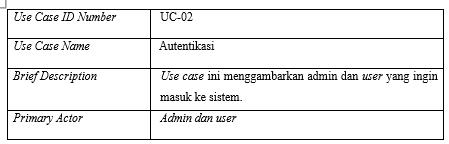 Use Case ID Number UC-02
Use Case Name Autentikasi
Brief Description Use case ini menggambarkan admin dan user yang ingin
masuk ke sistem.
Primary Actor Admin dan user